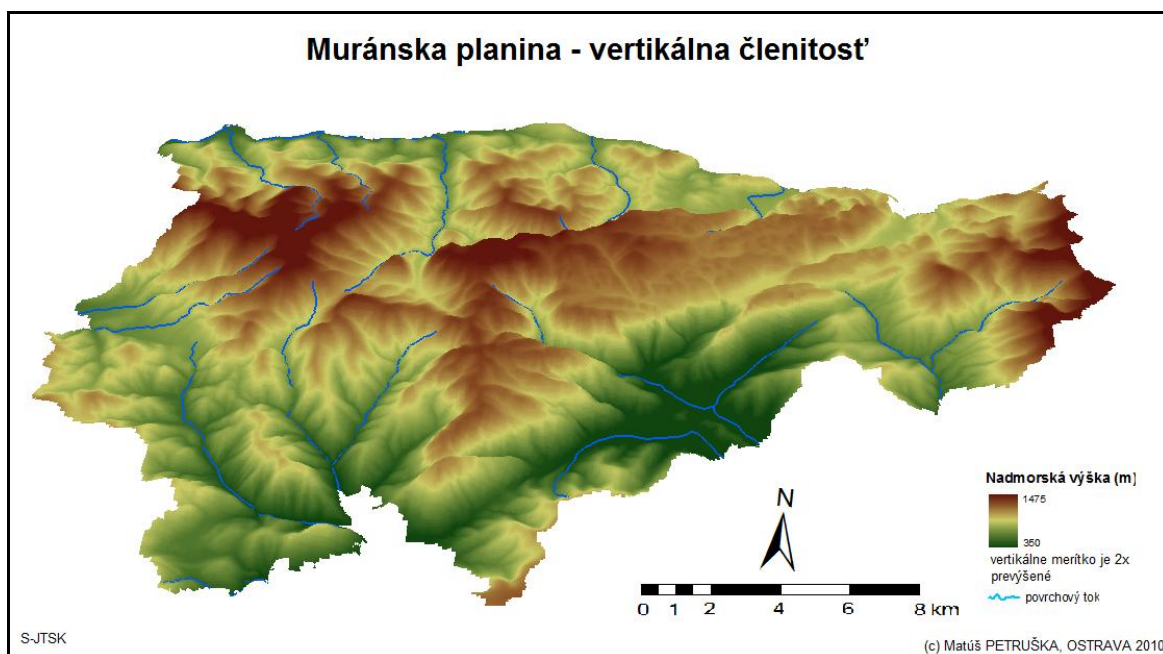 Muránska planina - vertikálna členitosť
Nadmorská výška (m)
1475
350
vertikálne merítko je 2x
prevýšené
povrchový tok
N
0 1 2 4 6 8 km
S-JTSK
(c) Matúš PETRUŠKA, OSTRAVA 2010